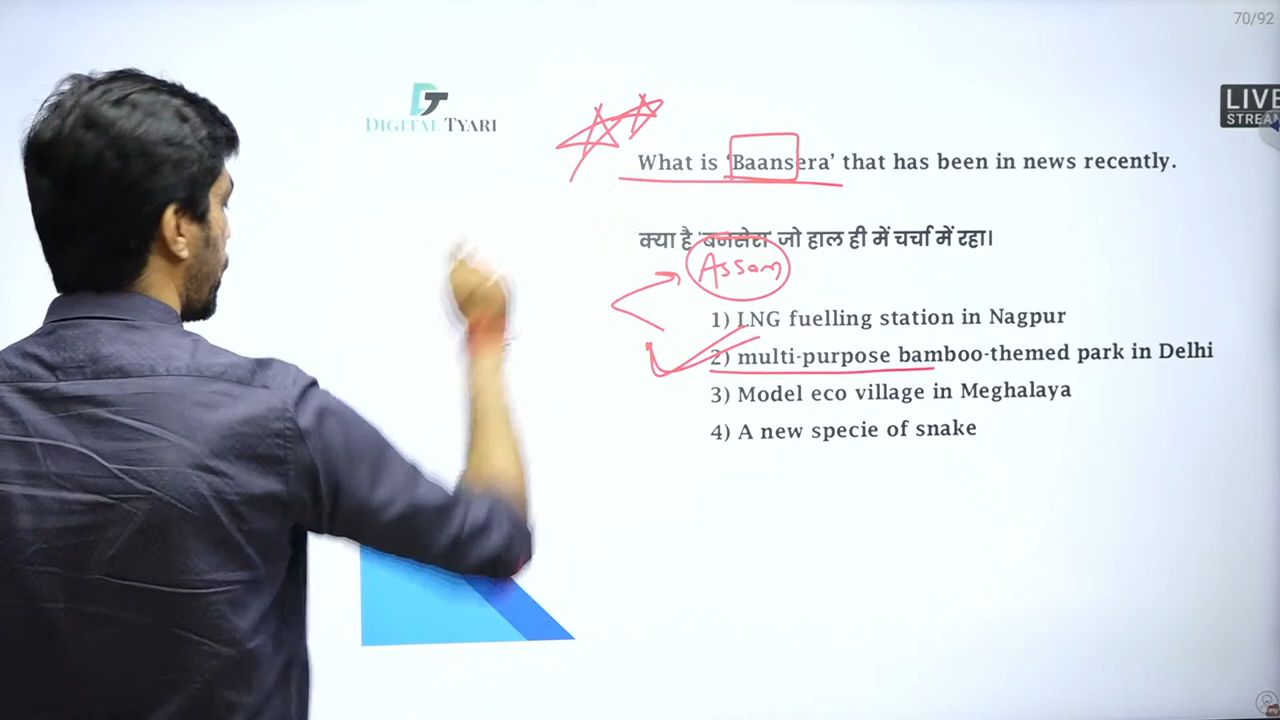 70/92
DT
DIGITAL TYARI
LIVE
STREAM
What is 'Baansera' that has been in news recently.
क्या है 'बनसेरा' जो हाल ही में चर्चा में रहा।
Assam
1) LNG fuelling station in Nagpur
2) multi-purpose bamboo-themed park in Delhi
3) Model eco village in Meghalaya
4) A new specie of snake